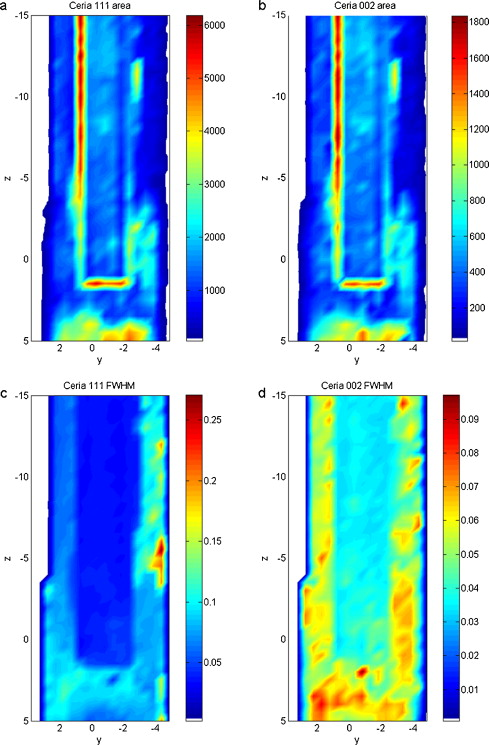 a
Ceria 111 area
b
Ceria 002 area
-15
-10
-5
0
5
z
2 0 -2 -4
y
6000
5000
4000
3000
2000
1000
-15
-10
-5
0
5
z
2 0 -2 -4
y
1800
1600
1400
1200
1000
800
600
400
200
c
Ceria 111 FWHM
d
Ceria 002 FWHM
-15
-10
-5
0
5
z
2 0 -2 -4
y
0.25
0.2
0.15
0.1
0.05
-15
-10
-5
0
5
z
2 0 -2 -4
y
0.09
0.08
0.07
0.06
0.05
0.04
0.03
0.02
0.01